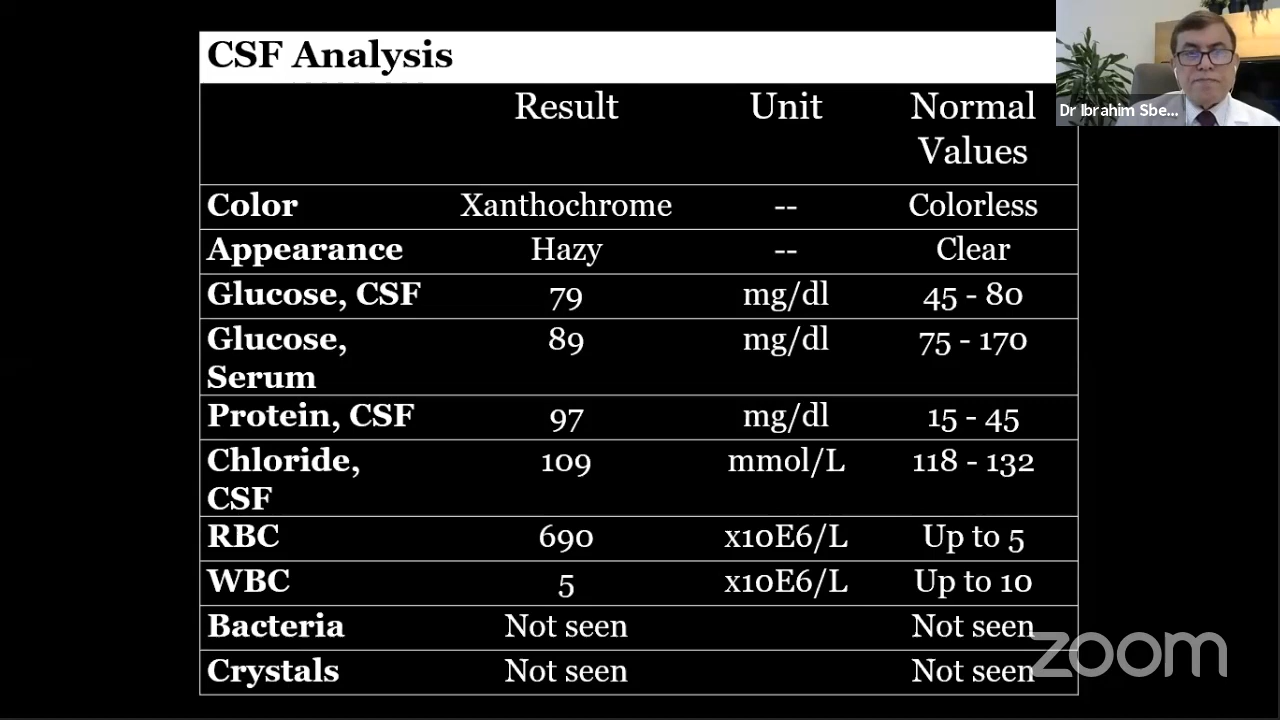 CSF Analysis
Result Unit Normal Values
Color Xanthochrome -- Colorless
Appearance Hazy -- Clear
Glucose, CSF 79 mg/dl 45 - 80
Glucose, Serum 89 mg/dl 75 - 170
Protein, CSF 97 mg/dl 15 - 45
Chloride, CSF 109 mmol/L 118 - 132
RBC 690 x10E6/L Up to 5
WBC 5 x10E6/L Up to 10
Bacteria Not seen Not seen
Crystals Not seen Not seen
Dr Ibrahim Sbe...
zoom